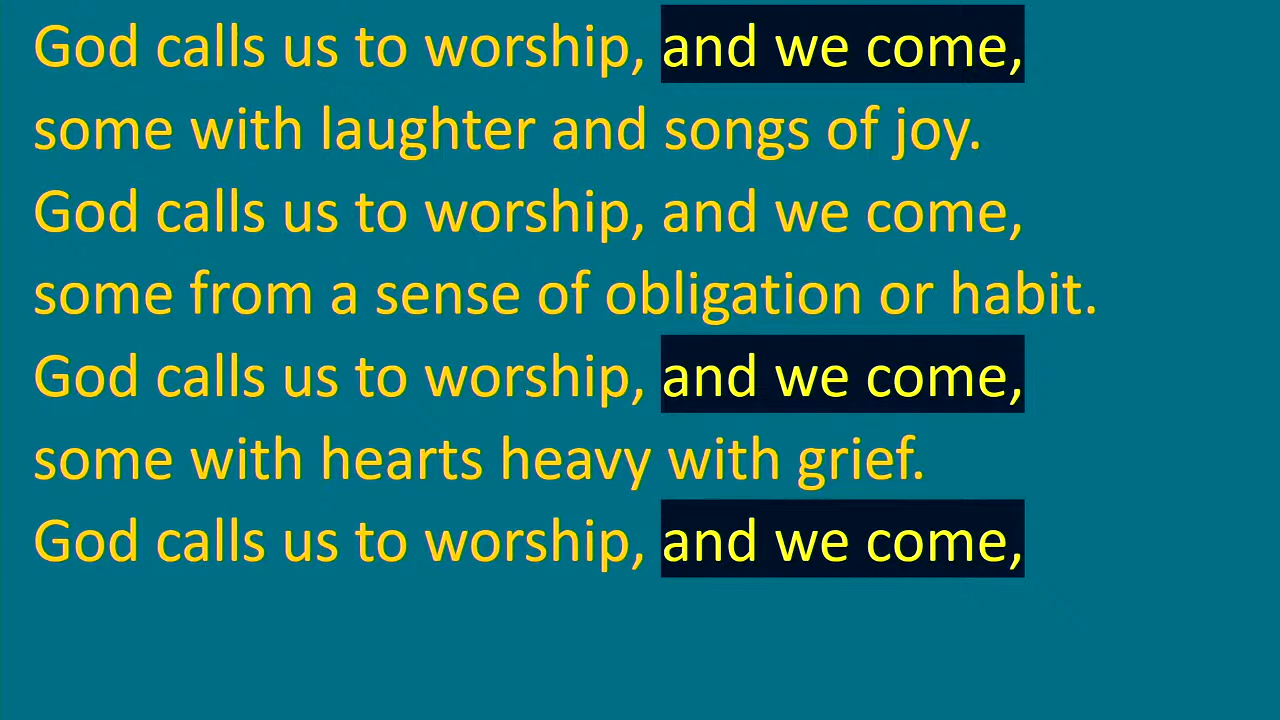 God calls us to worship, and we come,
some with laughter and songs of joy.
God calls us to worship, and we come,
some from a sense of obligation or habit.
God calls us to worship, and we come,
some with hearts heavy with grief.
God calls us to worship, and we come,